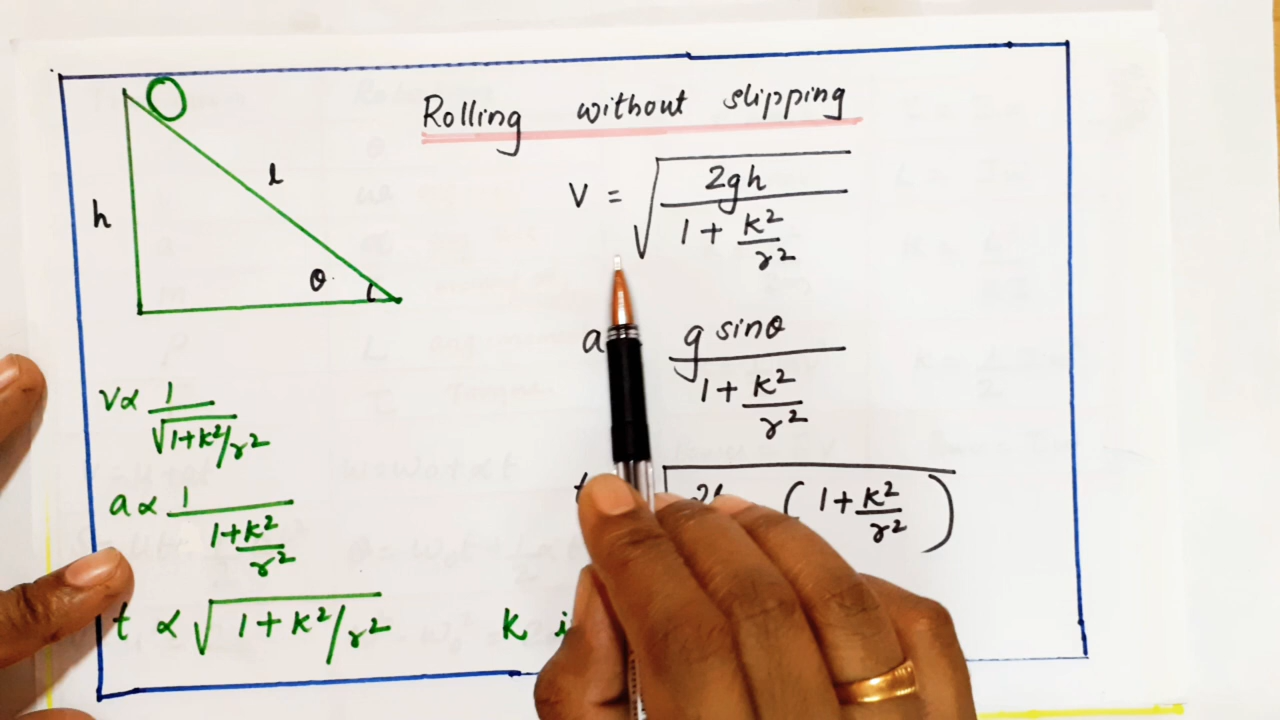 Rolling without slipping
h
l
θ
V = √(2gh / (1 + K²/r²))
a g sinθ / (1 + K²/r²)
V ∝ 1 / √(1+K²/r²)
a ∝ 1 / (1+K²/r²)
t (1+K²/r²)
t ∝ √(1+K²/r²)
K i